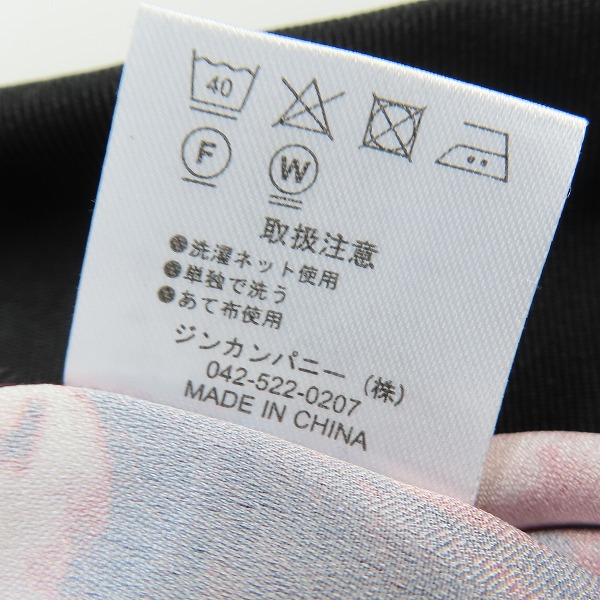 40
F W
取扱注意
●洗濯ネット使用
●単独で洗う
●あて布使用
ジンカンパニー(株)
042-522-0207
MADE IN CHINA